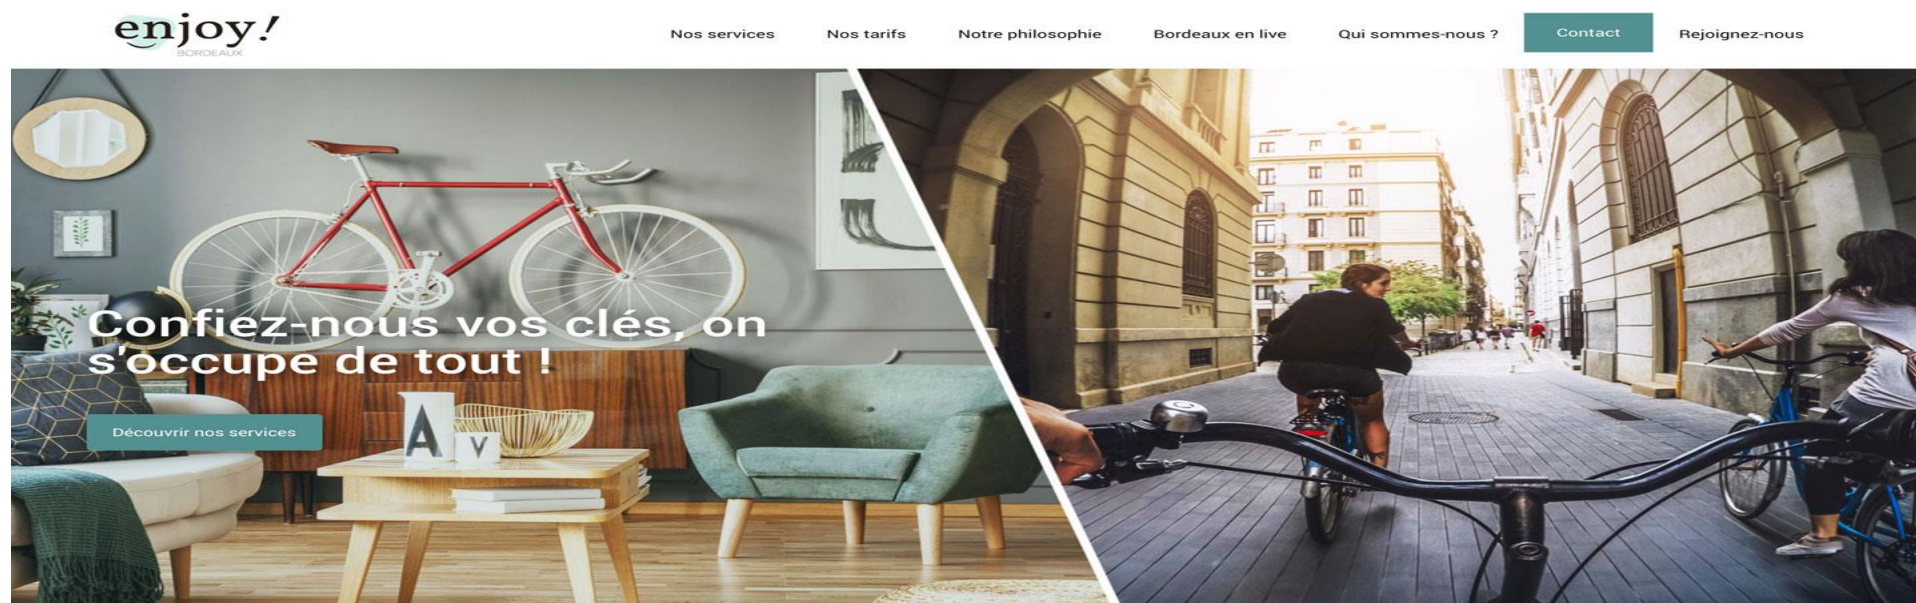 enjoy!
BORDEAUX
Nos services
Nos tarifs
Notre philosophie
Bordeaux en live
Qui sommes-nous ?
Contact
Rejoignez-nous
Confiez-nous vos clés, on
s'occupe de tout !
Découvrir nos services
A
V